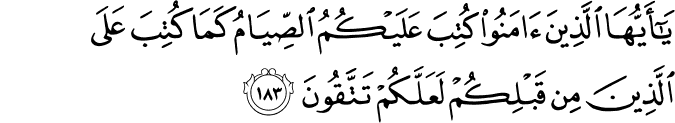 يَٰٓأَيُّهَا ٱلَّذِينَ ءَامَنُواْ كُتِبَ عَلَيۡكُمُ ٱلصِّيَامُ كَمَا كُتِبَ عَلَى
ٱلَّذِينَ مِن قَبۡلِكُمۡ لَعَلَّكُمۡ تَتَّقُونَ ١٨٣